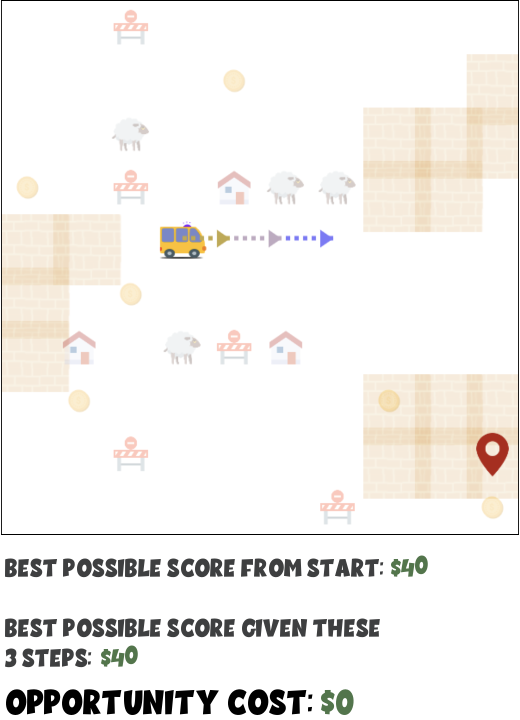 BEST POSSIBLE SCORE FROM START: $40
BEST POSSIBLE SCORE GIVEN THESE
3 STEPS: $40
OPPORTUNITY COST: $0